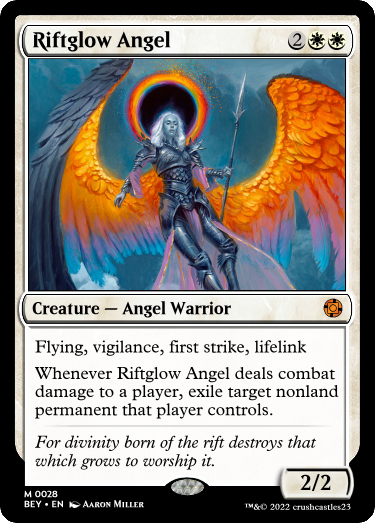 Riftglow Angel 2
Creature — Angel Warrior
Flying, vigilance, first strike, lifelink
Whenever Riftglow Angel deals combat
damage to a player, exile target nonland
permanent that player controls.
For divinity born of the rift destroys that
which grows to worship it.
2/2
M 0028
BEY • EN Aaron Miller
™&© 2022 crushcastles23